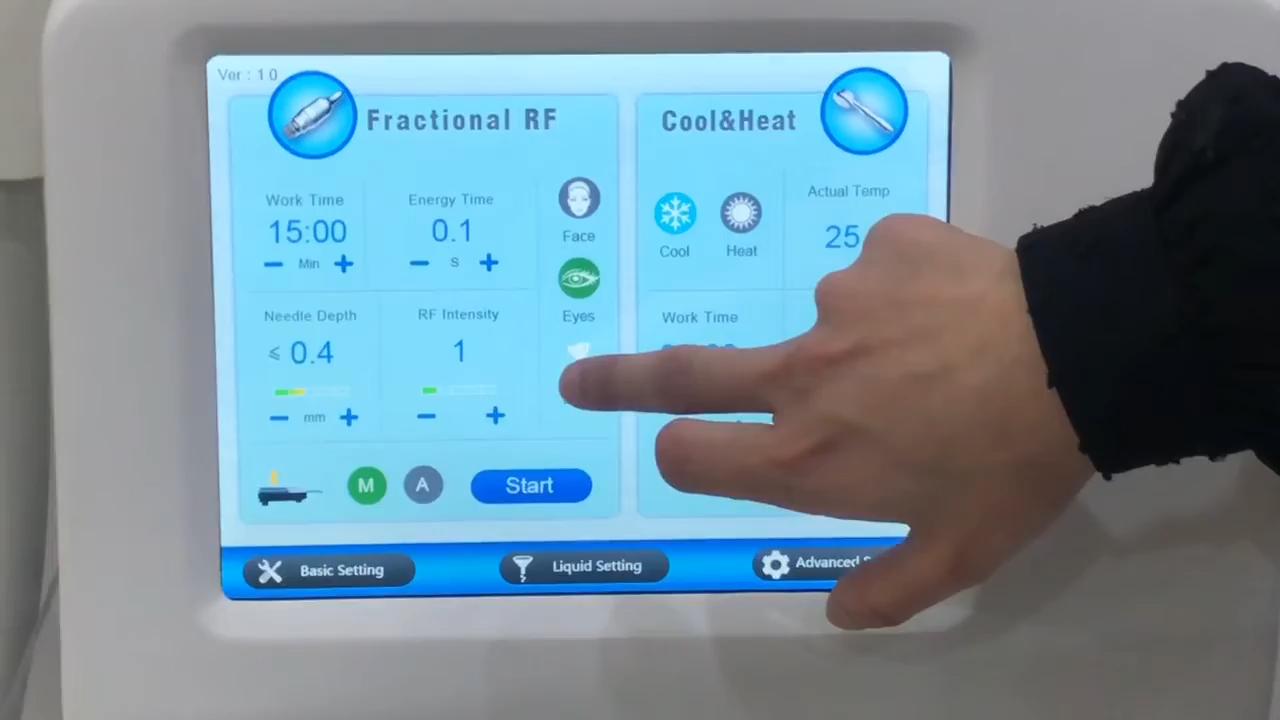 Ver : 1 0
Fractional RF
Work Time
15:00
− Min +
Energy Time
0.1
− S +
Face
Eyes
Needle Depth
≤ 0.4
− mm +
RF Intensity
1
− +
M
A
Start
Cool&Heat
Cool
Heat
Actual Temp
25
Work Time
Basic Setting
Liquid Setting
Advanced